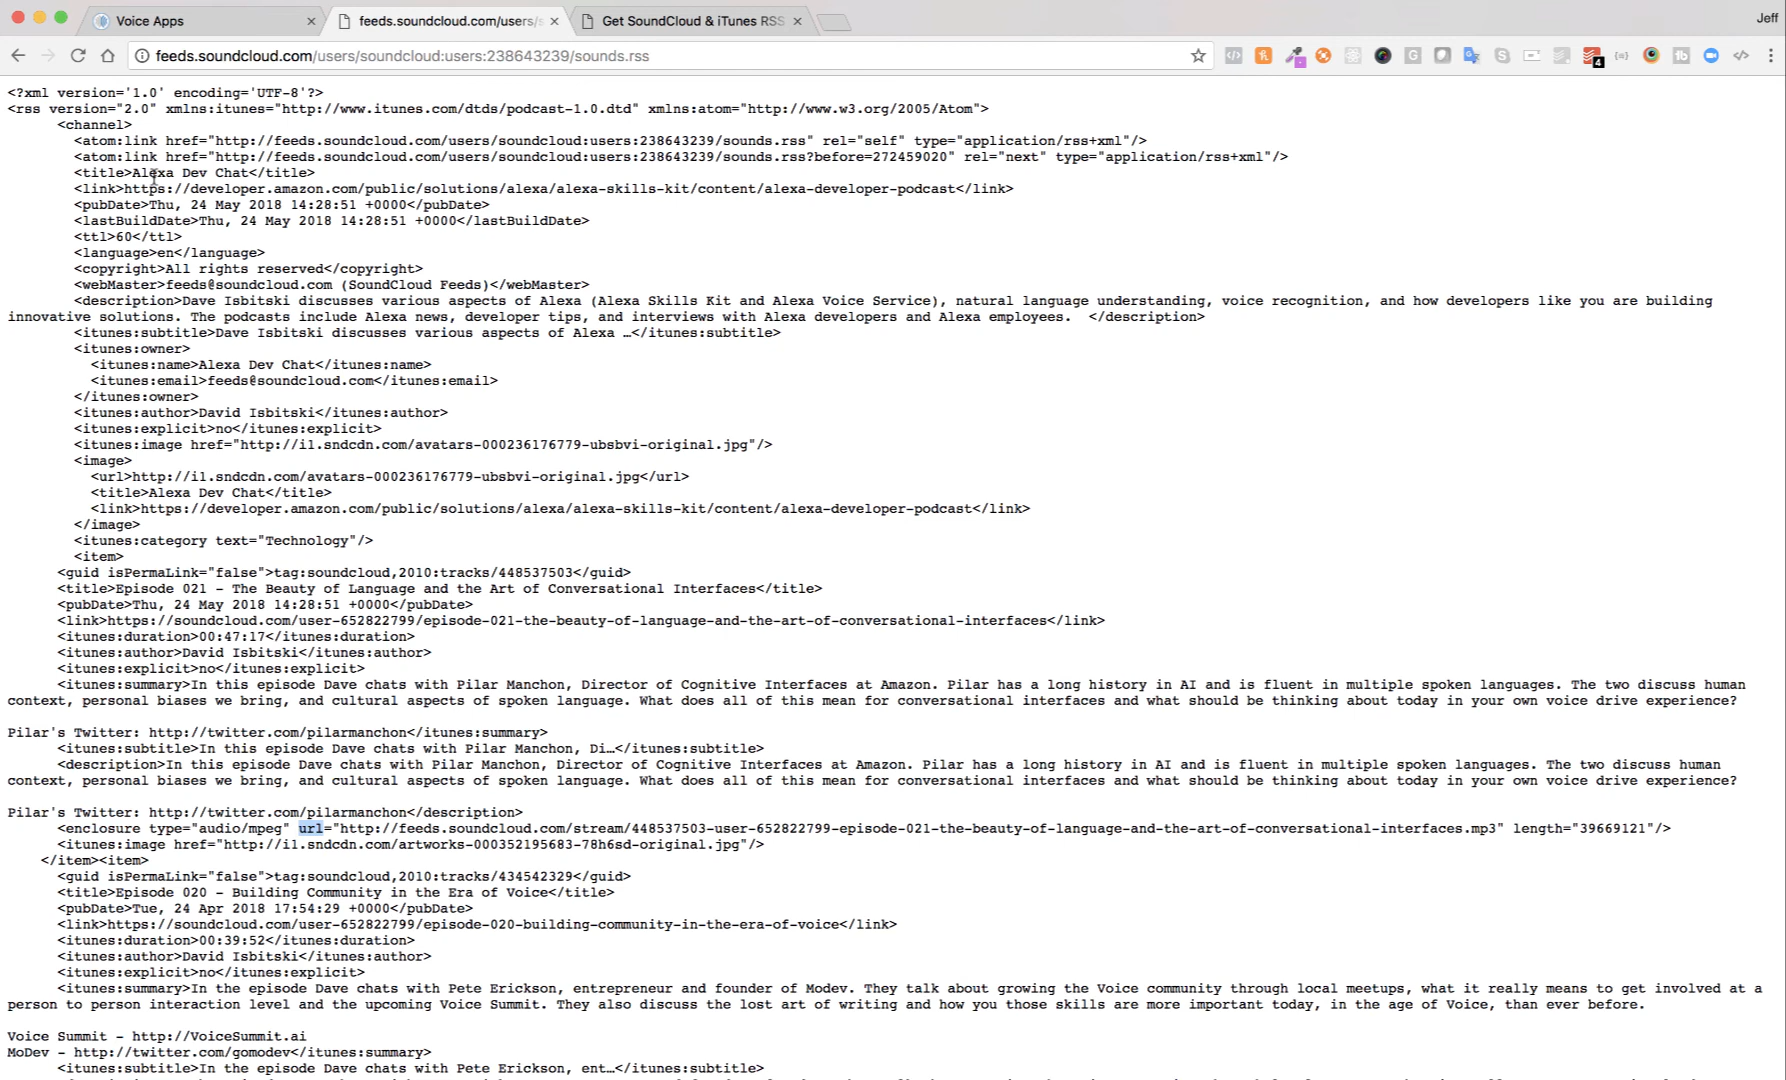 Voice Apps
feeds.soundcloud.com/users/s
Get SoundCloud & iTunes RSS
Jeff
feeds.soundcloud.com/users/soundcloud:users:238643239/sounds.rss
<?xml version='1.0' encoding='UTF-8'?>
<rss version="2.0" xmlns:itunes="http://www.itunes.com/dtds/podcast-1.0.dtd" xmlns:atom="http://www.w3.org/2005/Atom">
<channel>
<atom:link href="http://feeds.soundcloud.com/users/soundcloud:users:238643239/sounds.rss" rel="self" type="application/rss+xml"/>
<atom:link href="http://feeds.soundcloud.com/users/soundcloud:users:238643239/sounds.rss?before=272459020" rel="next" type="application/rss+xml"/>
<title>Alexa Dev Chat</title>
<link>https://developer.amazon.com/public/solutions/alexa/alexa-skills-kit/content/alexa-developer-podcast</link>
<pubDate>Thu, 24 May 2018 14:28:51 +0000</pubDate>
<lastBuildDate>Thu, 24 May 2018 14:28:51 +0000</lastBuildDate>
<ttl>60</ttl>
<language>en</language>
<copyright>All rights reserved</copyright>
<webMaster>feeds@soundcloud.com (SoundCloud Feeds)</webMaster>
<description>Dave Isbitski discusses various aspects of Alexa (Alexa Skills Kit and Alexa Voice Service), natural language understanding, voice recognition, and how developers like you are building
innovative solutions. The podcasts include Alexa news, developer tips, and interviews with Alexa developers and Alexa employees.  </description>
<itunes:subtitle>Dave Isbitski discusses various aspects of Alexa …</itunes:subtitle>
<itunes:owner>
<itunes:name>Alexa Dev Chat</itunes:name>
<itunes:email>feeds@soundcloud.com</itunes:email>
</itunes:owner>
<itunes:author>David Isbitski</itunes:author>
<itunes:explicit>no</itunes:explicit>
<itunes:image href="http://i1.sndcdn.com/avatars-000236176779-ubsbvi-original.jpg"/>
<image>
<url>http://i1.sndcdn.com/avatars-000236176779-ubsbvi-original.jpg</url>
<title>Alexa Dev Chat</title>
<link>https://developer.amazon.com/public/solutions/alexa/alexa-skills-kit/content/alexa-developer-podcast</link>
</image>
<itunes:category text="Technology"/>
<item>
<guid isPermaLink="false">tag:soundcloud,2010:tracks/448537503</guid>
<title>Episode 021 - The Beauty of Language and the Art of Conversational Interfaces</title>
<pubDate>Thu, 24 May 2018 14:28:51 +0000</pubDate>
<link>https://soundcloud.com/user-652822799/episode-021-the-beauty-of-language-and-the-art-of-conversational-interfaces</link>
<itunes:duration>00:47:17</itunes:duration>
<itunes:author>David Isbitski</itunes:author>
<itunes:explicit>no</itunes:explicit>
<itunes:summary>In this episode Dave chats with Pilar Manchon, Director of Cognitive Interfaces at Amazon. Pilar has a long history in AI and is fluent in multiple spoken languages. The two discuss human
context, personal biases we bring, and cultural aspects of spoken language. What does all of this mean for conversational interfaces and what should be thinking about today in your own voice drive experience?
Pilar's Twitter: http://twitter.com/pilarmanchon</itunes:summary>
<itunes:subtitle>In this episode Dave chats with Pilar Manchon, Di…</itunes:subtitle>
<description>In this episode Dave chats with Pilar Manchon, Director of Cognitive Interfaces at Amazon. Pilar has a long history in AI and is fluent in multiple spoken languages. The two discuss human
context, personal biases we bring, and cultural aspects of spoken language. What does all of this mean for conversational interfaces and what should be thinking about today in your own voice drive experience?
Pilar's Twitter: http://twitter.com/pilarmanchon</description>
<enclosure type="audio/mpeg" url="http://feeds.soundcloud.com/stream/448537503-user-652822799-episode-021-the-beauty-of-language-and-the-art-of-conversational-interfaces.mp3" length="39669121"/>
<itunes:image href="http://i1.sndcdn.com/artworks-000352195683-78h6sd-original.jpg"/>
</item><item>
<guid isPermaLink="false">tag:soundcloud,2010:tracks/434542329</guid>
<title>Episode 020 - Building Community in the Era of Voice</title>
<pubDate>Tue, 24 Apr 2018 17:54:29 +0000</pubDate>
<link>https://soundcloud.com/user-652822799/episode-020-building-community-in-the-era-of-voice</link>
<itunes:duration>00:39:52</itunes:duration>
<itunes:author>David Isbitski</itunes:author>
<itunes:explicit>no</itunes:explicit>
<itunes:summary>In the episode Dave chats with Pete Erickson, entrepreneur and founder of Modev. They talk about growing the Voice community through local meetups, what it really means to get involved at a
person to person interaction level and the upcoming Voice Summit. They also discuss the lost art of writing and how you those skills are more important today, in the age of Voice, than ever before.
Voice Summit - http://VoiceSummit.ai
MoDev - http://twitter.com/gomodev</itunes:summary>
<itunes:subtitle>In the episode Dave chats with Pete Erickson, ent…</itunes:subtitle>